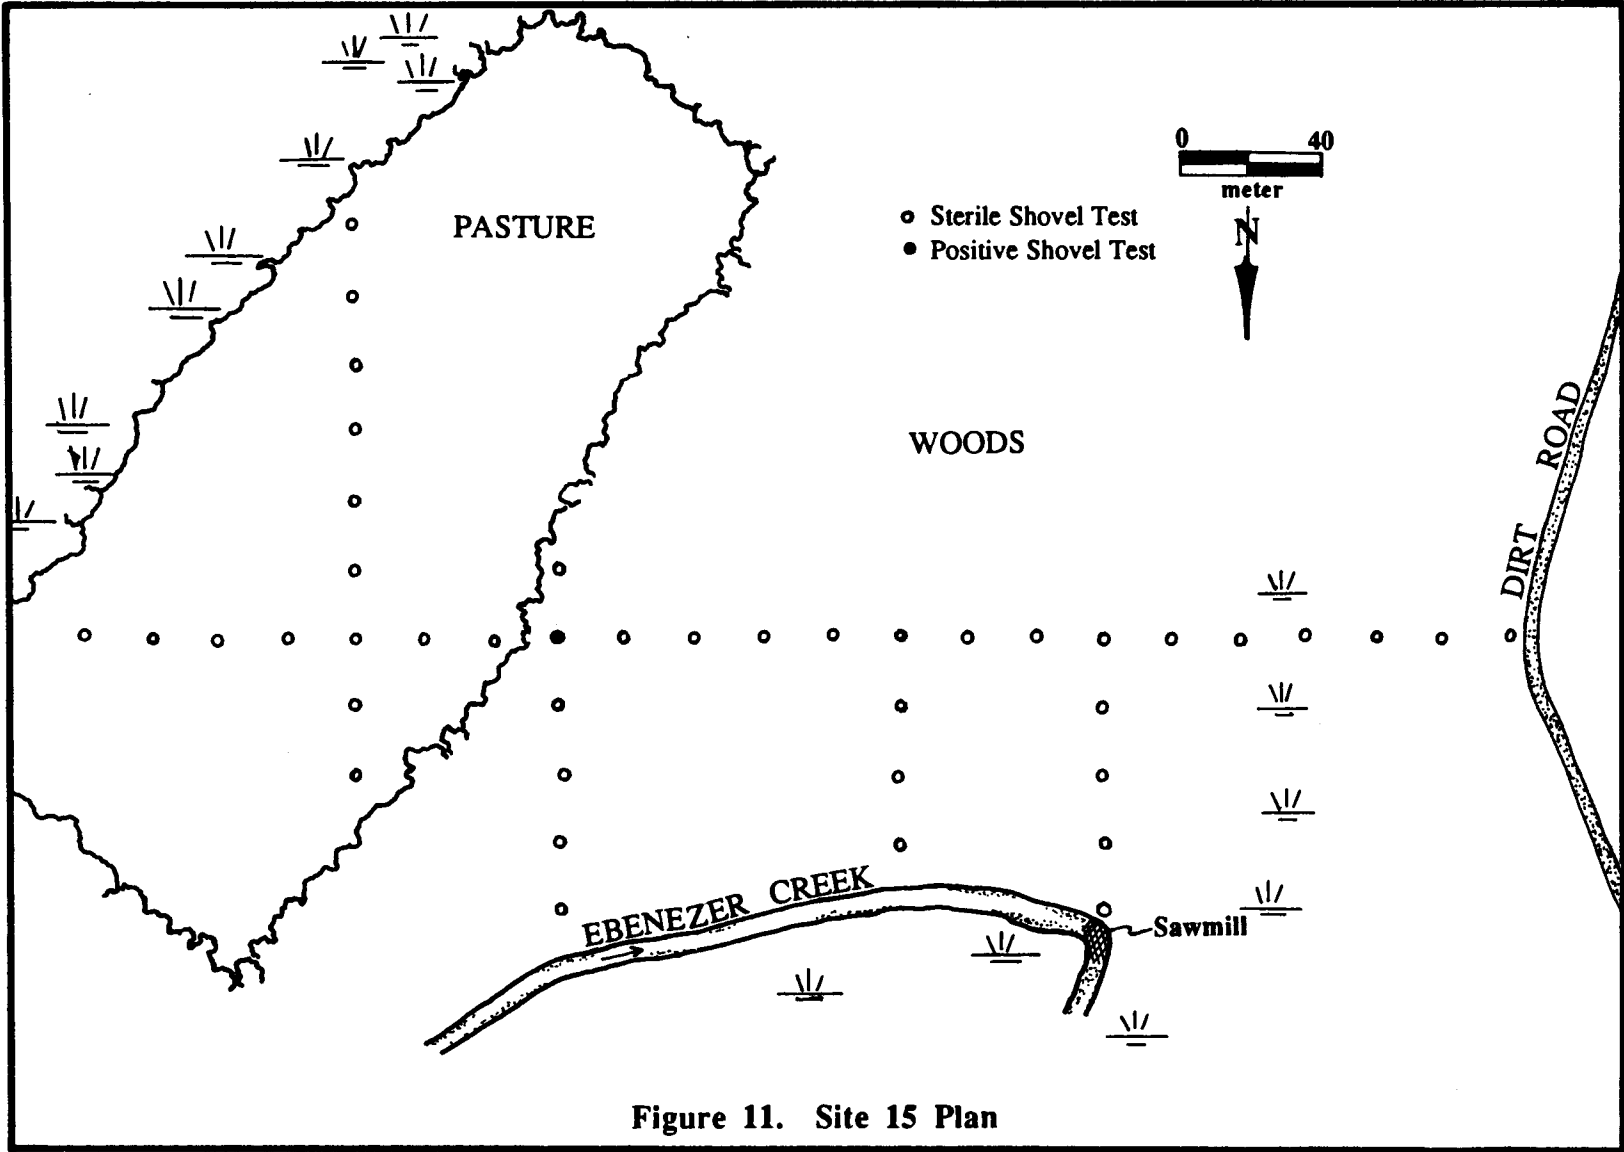 0 40
meter
N
PASTURE
Sterile Shovel Test
Positive Shovel Test
WOODS
DIRT ROAD
EBENEZER CREEK
Sawmill
Figure 11. Site 15 Plan